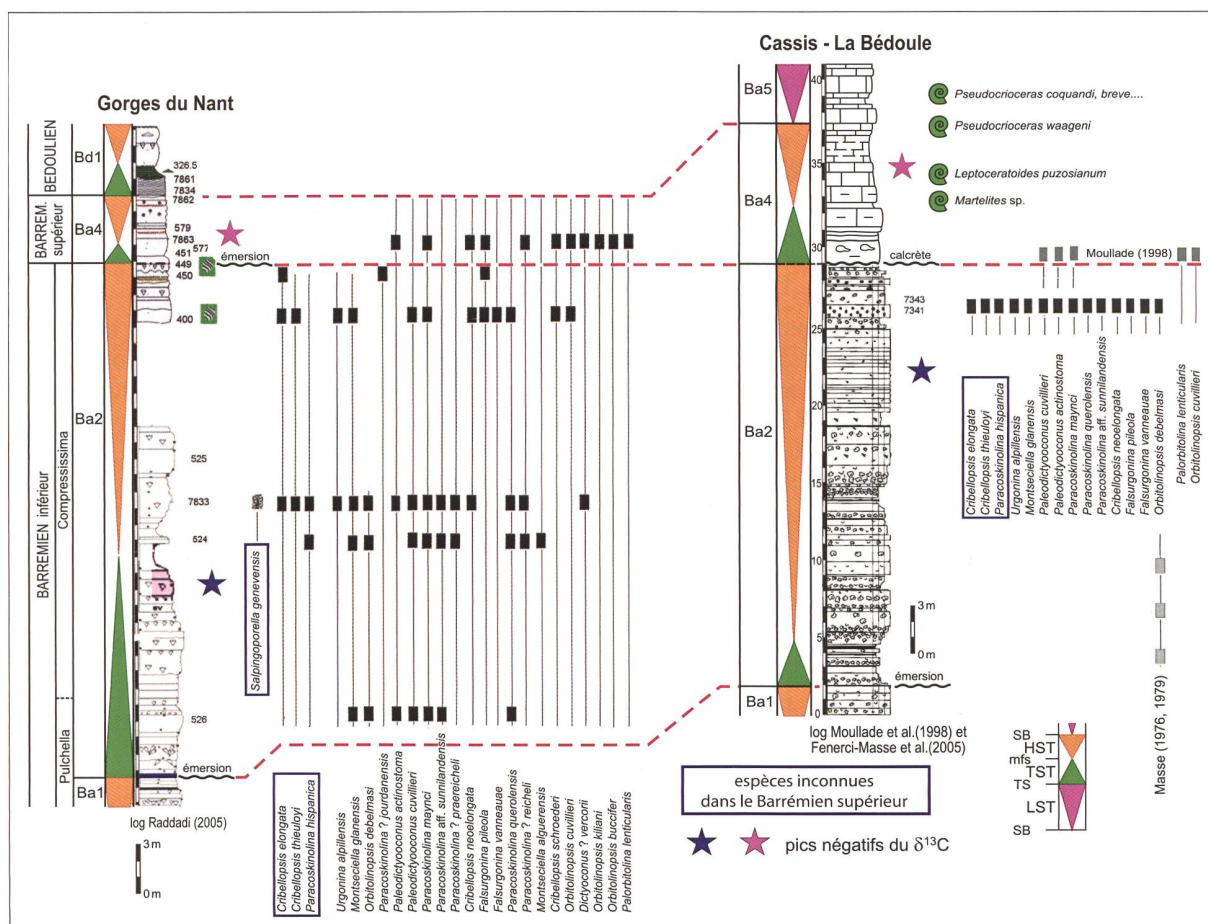 Gorges du Nant
Cassis - La Bédoule
BEDOULIEN
BARREM. supérieur
BARREMIEN inférieur
Compressissima
Pulchella
Bd1
Ba4
Ba2
Ba1
326.5
7861
7834
7862
579
7863
577
451
449
450
400
525
7833
524
526
émersion
émersion
log Raddadi (2005)
3 m
0 m
Salpingoporella genevensis
Cribellopsis elongata
Cribellopsis thieuloyi
Paracoskinolina hispanica
Urgonina alpillensis
Montseciella glanensis
Orbitolinopsis debelmasi
Paracoskinolina ? jourdanensis
Paleodictyoconus actinostoma
Paleodictyoconus cuvillieri
Paracoskinolina maynci
Paracoskinolina aff. sunnilandensis
Paracoskinolina ? praereicheli
Cribellopsis neoelongata
Falsurgonina pileola
Falsurgonina vanneauae
Paracoskinolina querolensis
Paracoskinolina ? reicheli
Montseciella alguerensis
Cribellopsis schroederi
Orbitolinopsis cuvillieri
Dictyoconus ? vercorii
Orbitolinopsis kiliani
Orbitolinopsis buccifer
Palorbitolina lenticularis
Ba5
Ba4
Ba2
Ba1
40
35
30
25
20
15
10
5
0
Pseudocrioceras coquandi, breve....
Pseudocrioceras waageni
Leptoceratoides puzosianum
Martelites sp.
calcrète
Moullade (1998)
7343
7341
émersion
3 m
0 m
log Moullade et al.(1998) et
Fenerci-Masse et al.(2005)
Cribellopsis elongata
Cribellopsis thieuloyi
Paracoskinolina hispanica
Urgonina alpillensis
Montseciella glanensis
Paleodictyooconus cuvillieri
Paleodictyooconus actinostoma
Paracoskinolina maynci
Paracoskinolina querolensis
Paracoskinolina aff. sunnilandensis
Cribellopsis neoelongata
Falsurgonina pileola
Falsurgonina vanneauae
Orbitolinopsis debelmasi
Palorbitolina lenticularis
Orbitolinopsis cuvillieri
Masse (1976, 1979)
espèces inconnues
dans le Barrémien supérieur
pics négatifs du δ¹³C
SB
HST
mfs
TST
TS
LST
SB